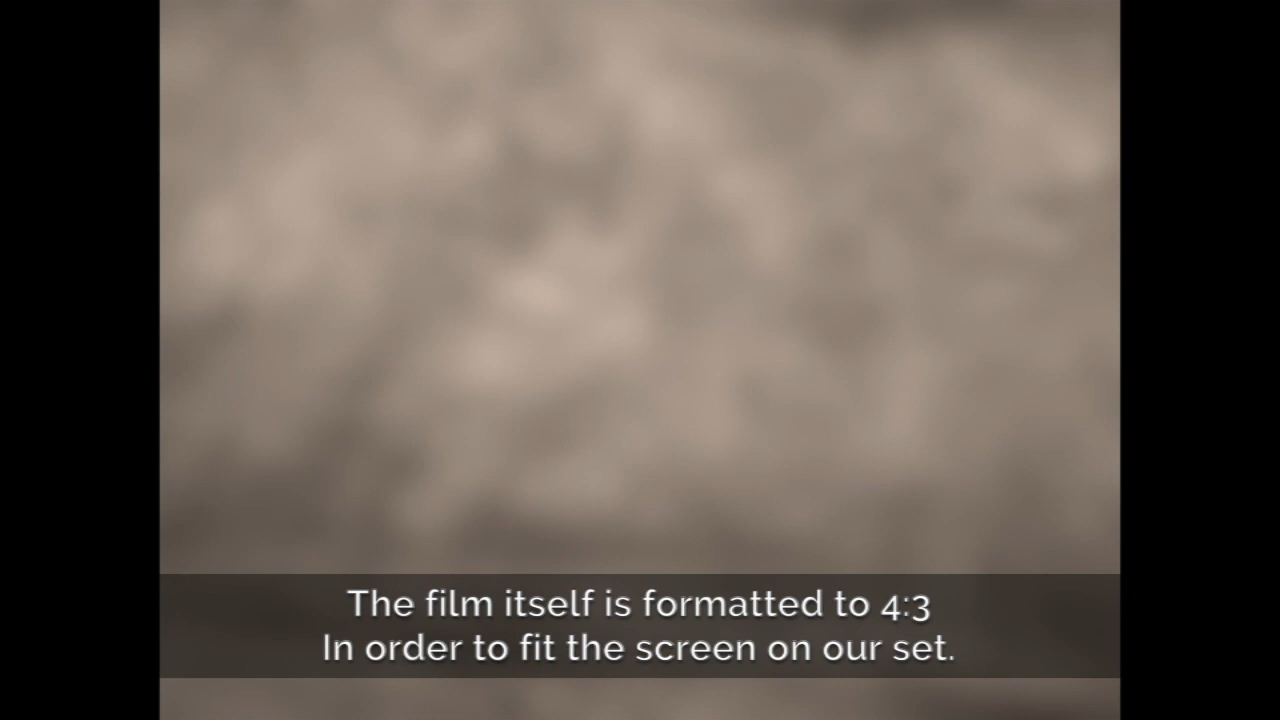 The film itself is formatted to 4:3
In order to fit the screen on our set.